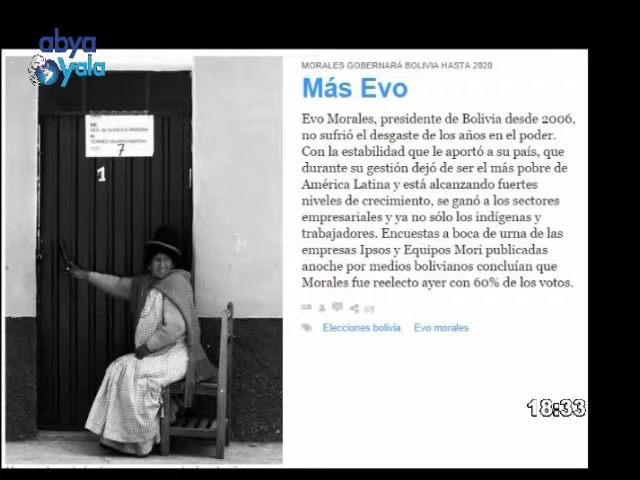 abya
yala
MORALES GOBERNARÁ BOLIVIA HASTA 2020
Más Evo
Evo Morales, presidente de Bolivia desde 2006,
no sufrió el desgaste de los años en el poder.
Con la estabilidad que le aportó a su país, que
durante su gestión dejó de ser el más pobre de
América Latina y está alcanzando fuertes
niveles de crecimiento, se ganó a los sectores
empresariales y ya no sólo los indígenas y
trabajadores. Encuestas a boca de urna de las
empresas Ipsos y Equipos Mori publicadas
anoche por medios bolivianos concluían que
Morales fue reelecto ayer con 60% de los votos.
69
Elecciones bolivia, Evo morales
7
1
18:33